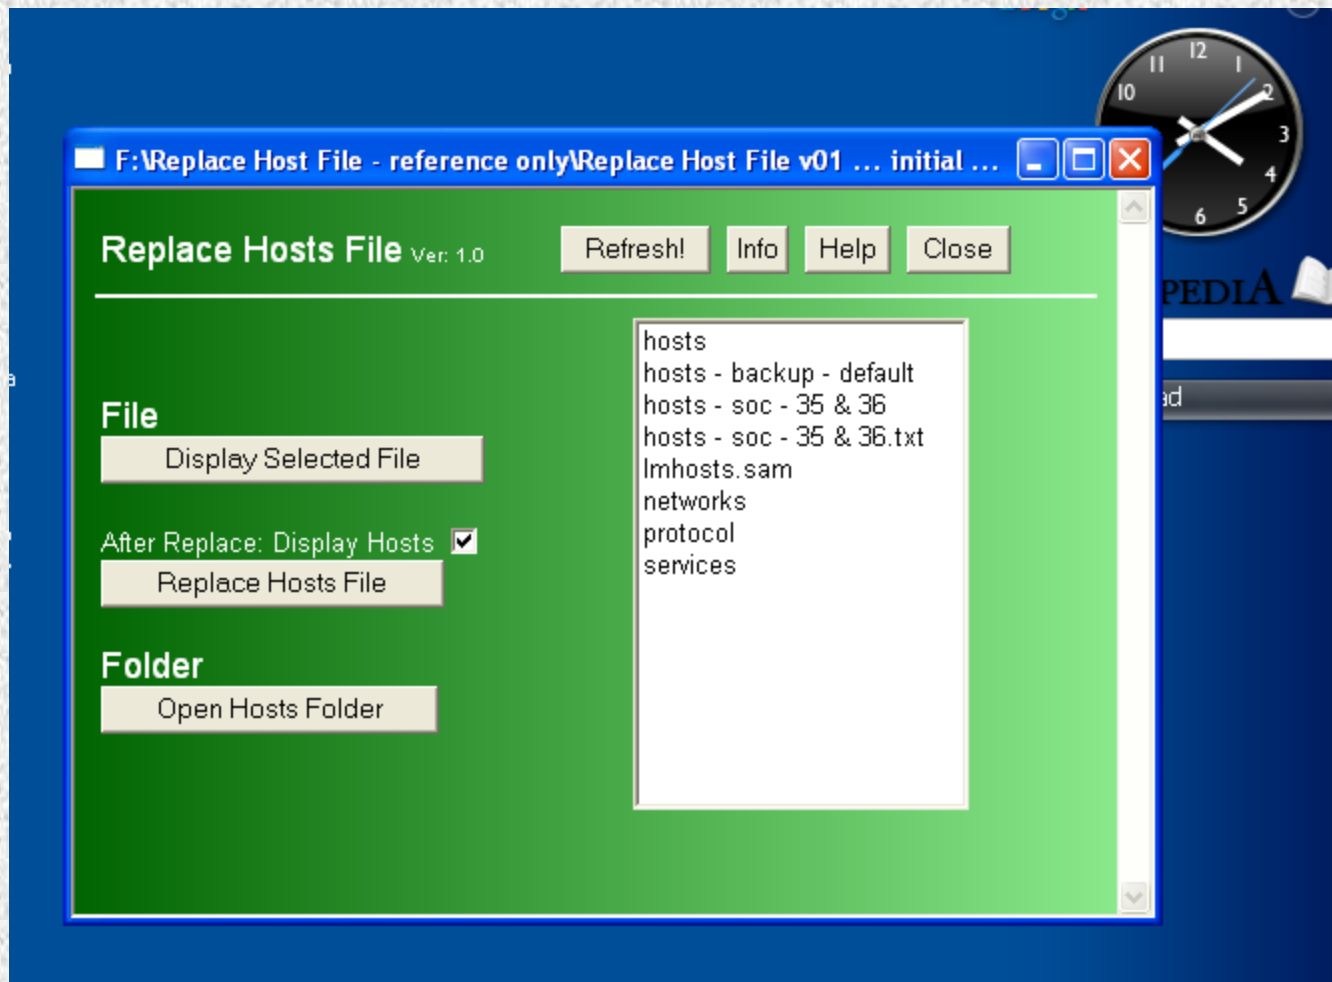 F:\Replace Host File - reference only\Replace Host File v01 ... initial ...
Replace Hosts File Ver: 1.0
Refresh! Info Help Close
File
Display Selected File
After Replace: Display Hosts
Replace Hosts File
Folder
Open Hosts Folder
hosts
hosts - backup - default
hosts - soc - 35 & 36
hosts - soc - 35 & 36.txt
lmhosts.sam
networks
protocol
services
12
1
2
3
4
5
6
10
11
PEDIA
ad
a